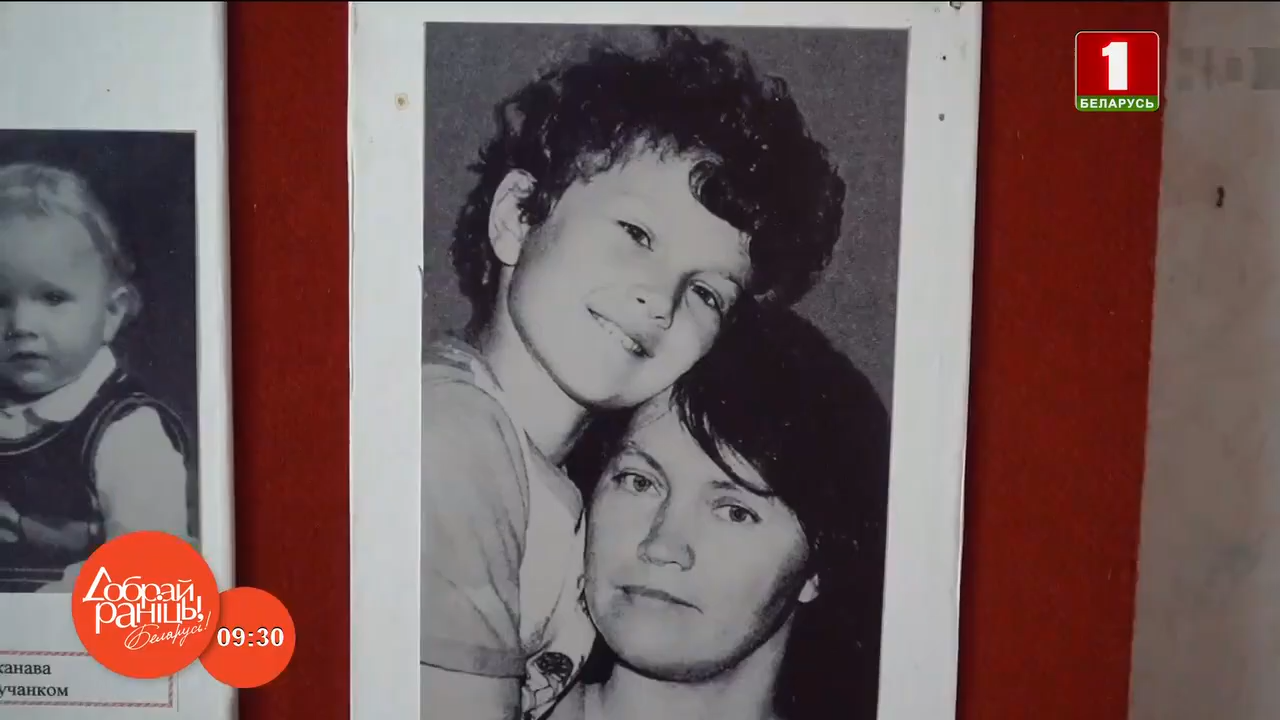 1
БЕЛАРУСЬ
Добрай
раніцы,
Беларусь!
09:30
канава
учанком